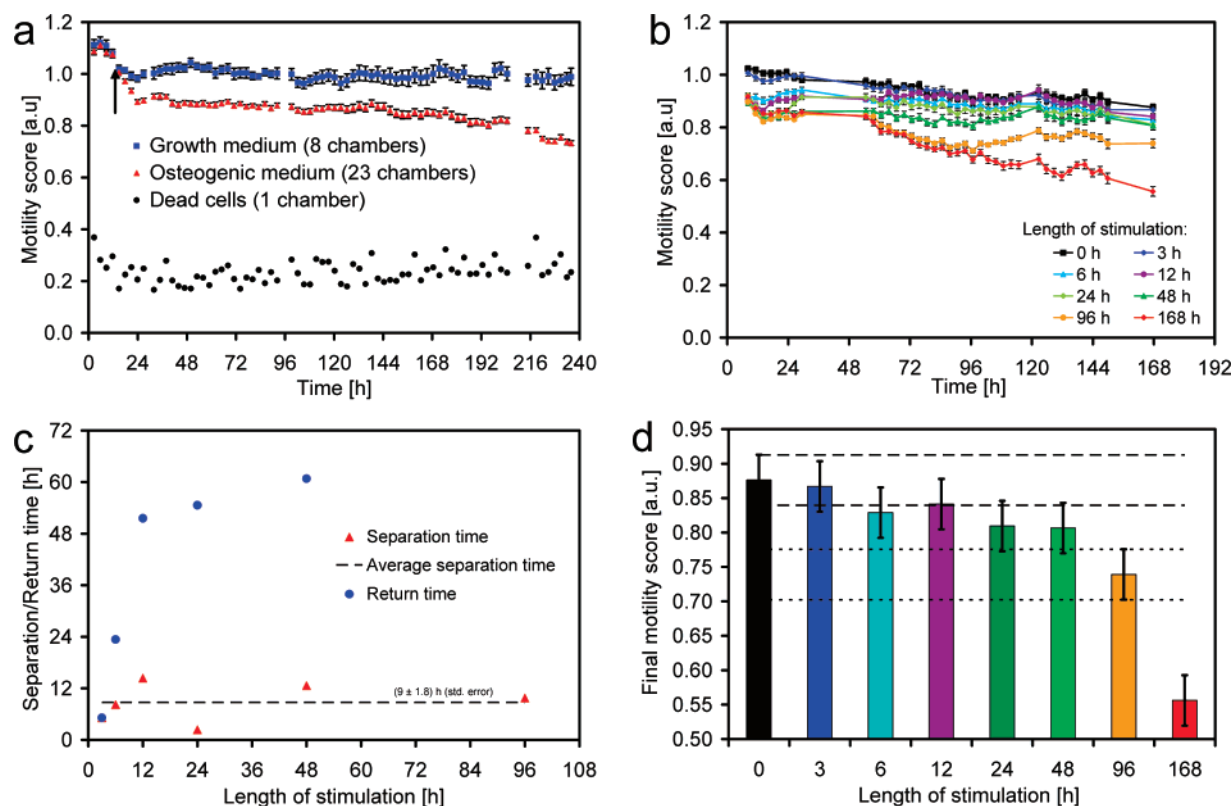 a
1.2
1.0
0.8
0.6
0.4
0.2
0.0
Motility score [a.u]
Growth medium (8 chambers)
Osteogenic medium (23 chambers)
Dead cells (1 chamber)
0 24 48 72 96 120 144 168 192 216 240
Time [h]
b
1.2
1.0
0.8
0.6
0.4
0.2
0.0
Motility score [a.u]
Length of stimulation:
0 h 3 h
6 h 12 h
24 h 48 h
96 h 168 h
0 24 48 72 96 120 144 168 192
Time [h]
c
72
60
48
36
24
12
0
Separation/Return time [h]
Separation time
Average separation time
Return time
(9 ± 1.8) h (std. error)
0 12 24 36 48 60 72 84 96 108
Length of stimulation [h]
d
0.95
0.90
0.85
0.80
0.75
0.70
0.65
0.60
0.55
0.50
Final motility score [a.u.]
0 3 6 12 24 48 96 168
Length of stimulation [h]